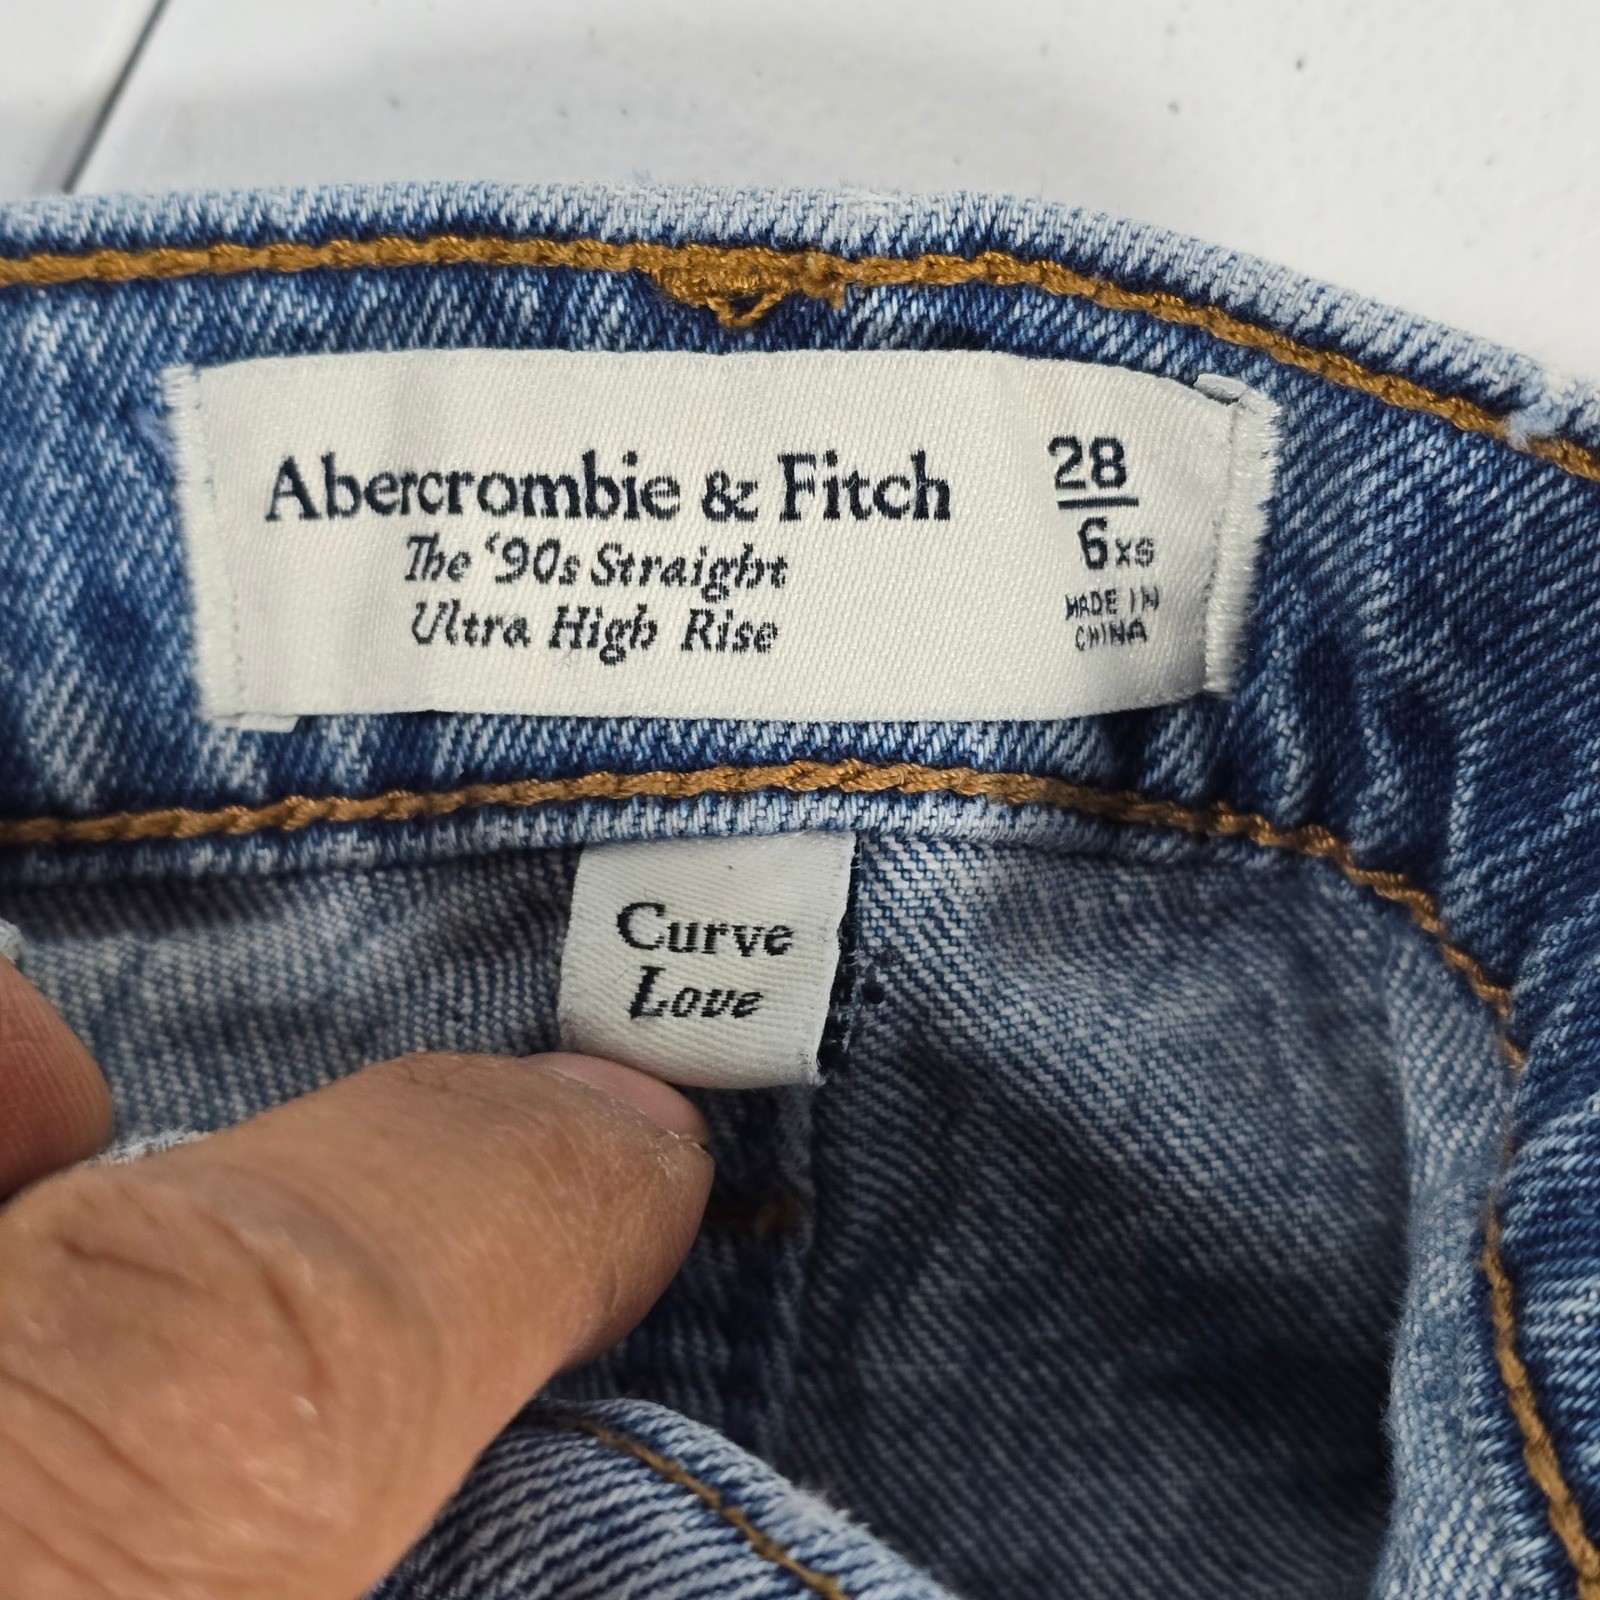 Abercrombie & Fitch
The ‘90s Straight
Ultra High Rise
28
6XS
MADE IN
CHINA
Curve
Love